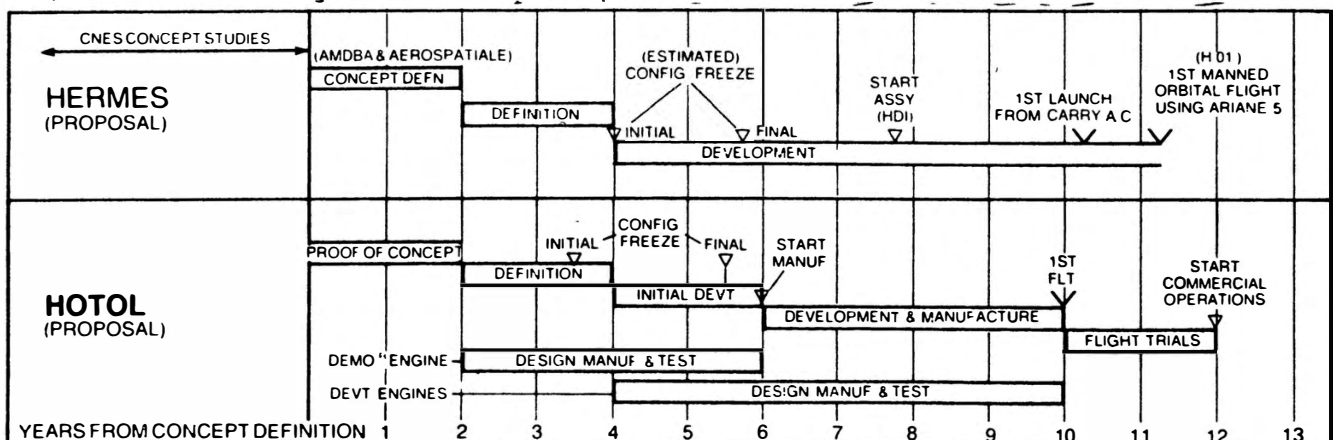 CNES CONCEPT STUDIES
(AMDBA & AEROSPATIALE)
CONCEPT DEFN
HERMES
(PROPOSAL)
DEFINITION
(ESTIMATED)
CONFIG FREEZE
INITIAL
FINAL
DEVELOPMENT
START
ASSY
(HDI)
1ST LAUNCH
FROM CARRY A C
(H 01)
1ST MANNED
ORBITAL FLIGHT
USING ARIANE 5
HOTOL
(PROPOSAL)
PROOF OF CONCEPT
INITIAL
CONFIG
FREEZE
FINAL
START
MANUF
DEFINITION
INITIAL DEVT
DEVELOPMENT & MANUFACTURE
1ST
FLT
START
COMMERCIAL
OPERATIONS
FLIGHT TRIALS
DEMO "ENGINE
DESIGN MANUF & TEST
DEVT ENGINES
DESIGN MANUF & TEST
YEARS FROM CONCEPT DEFINITION 1 2 3 4 5 6 7 8 9 10 11 12 13